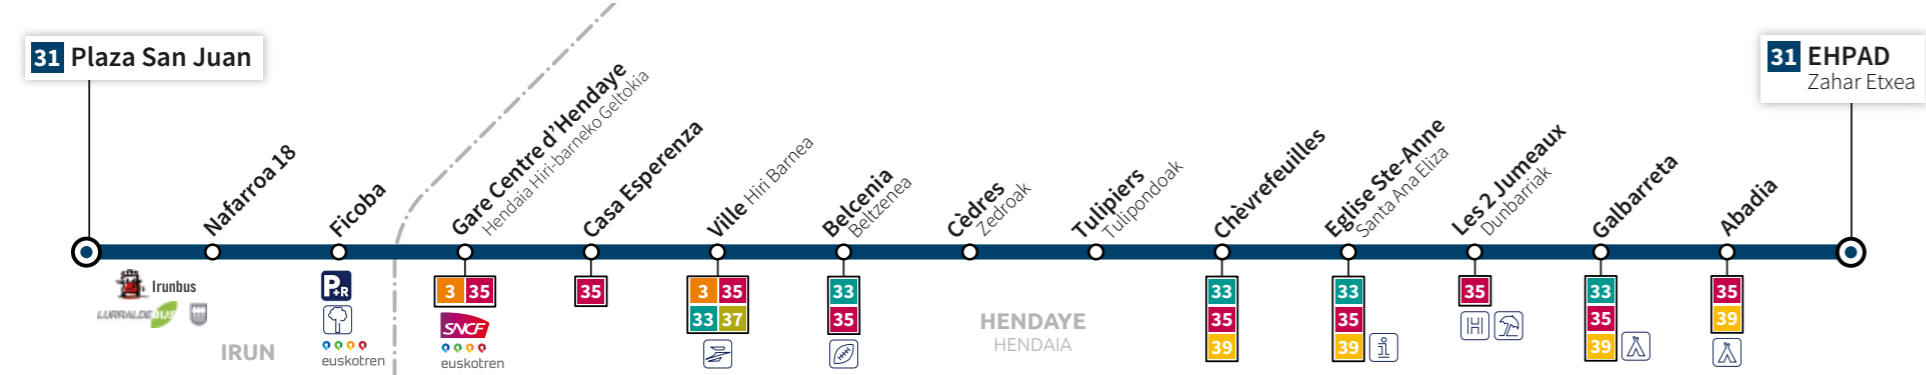 31 Plaza San Juan
Nafarroa 18
Ficoba
Gare Centre d'Hendaye
Hendaia Hiri-barneko Geltokia
Casa Esperenza
Ville Hiri Barnea
Belcenia
Beltzenea
Cèdres
Zedroak
Tulipiers
Tulipondoak
Chèvrefeuilles
Eglise Ste-Anne
Santa Ana Eliza
Les 2 Jumeaux
Dunbarriak
Galbarreta
Abadia
31 EHPAD
Zahar Etxea
Irunbus
LURRALDEBUS
IRUN
P+R
euskotren
3 35
SNCF
euskotren
35
3 35
33 37
33
35
HENDAYE
HENDAIA
33
35
39
33
35
39
i
35
H
33
35
39
35
39